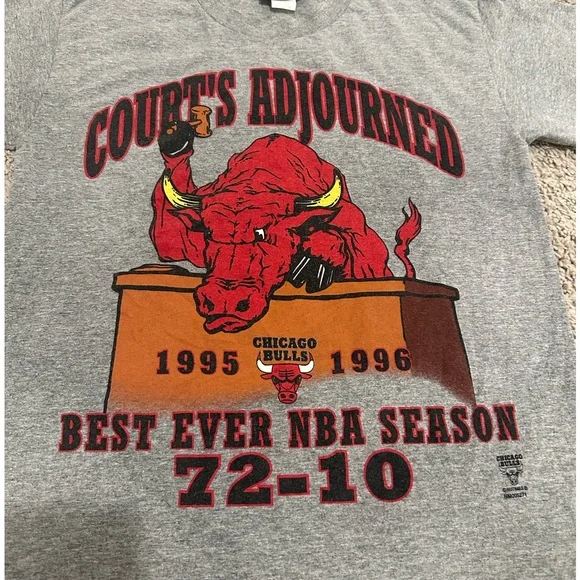 COURT'S ADJOURNED
CHICAGO
BULLS
1995 1996
BEST EVER NBA SEASON
72-10
CHICAGO
BULLS